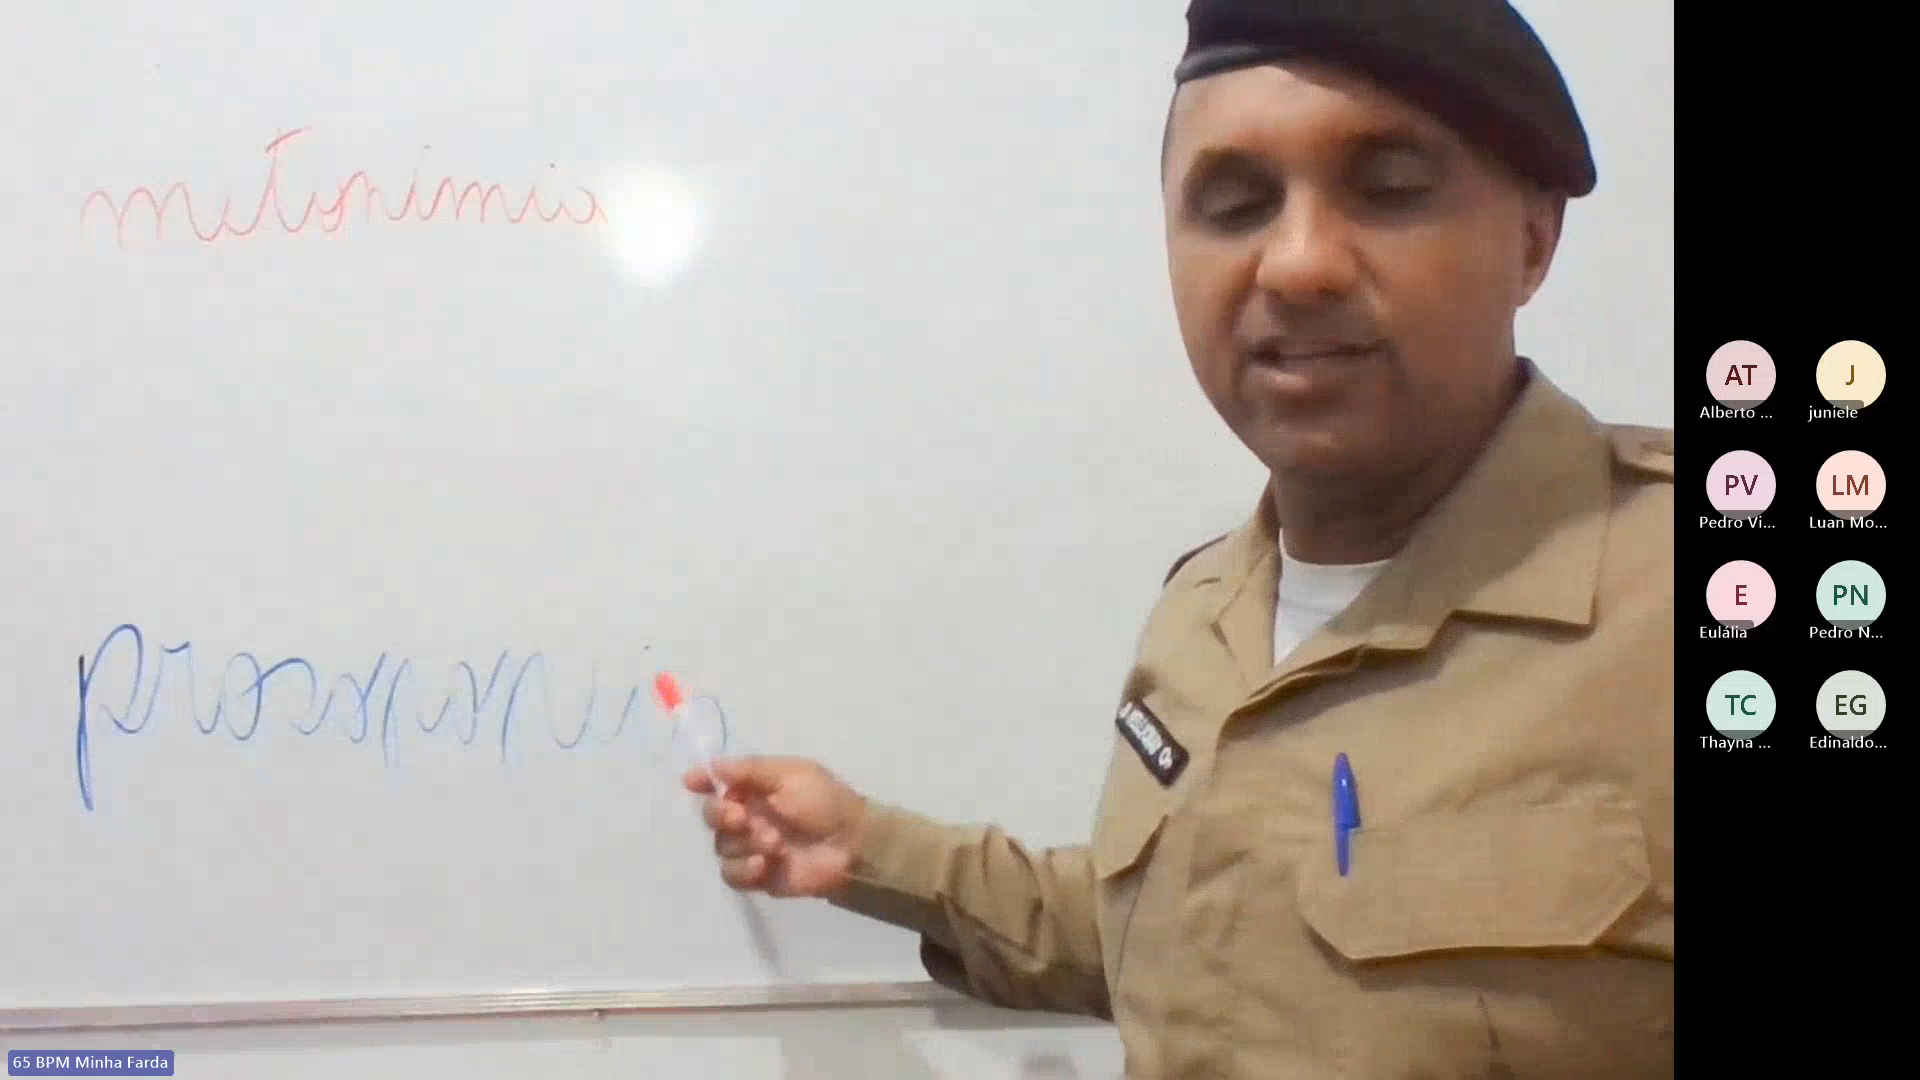 metonimia
AT
Alberto ...
J
juniele
PV
Pedro Vi...
LM
Luan Mo...
E
Eulália
PN
Pedro N...
TC
Thayna ...
EG
Edinaldo...
65 BPM Minha Farda